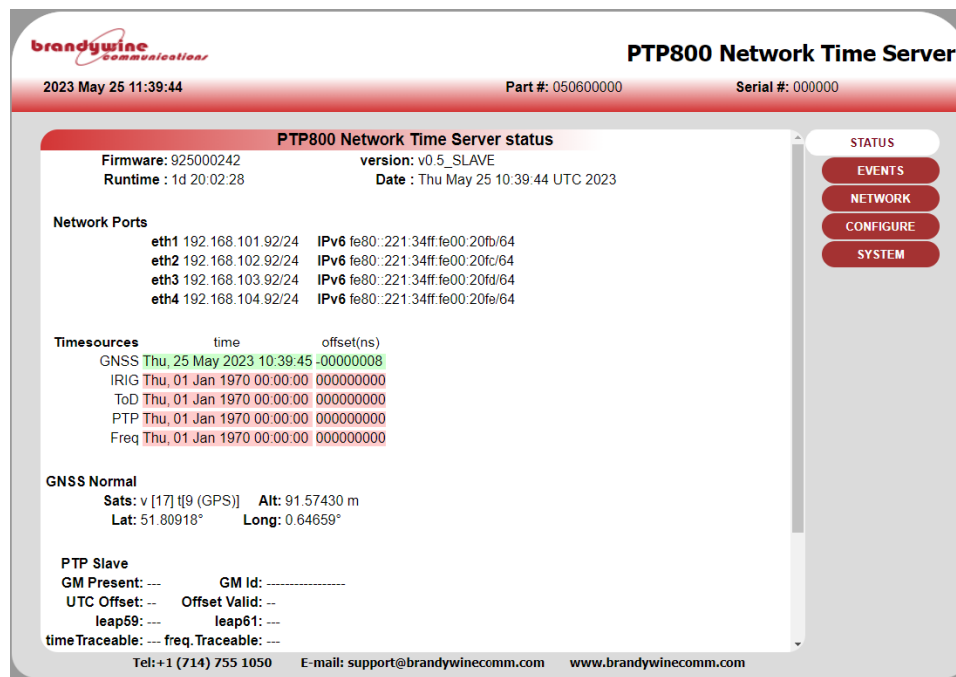 brandywine
communications
PTP800 Network Time Server
2023 May 25 11:39:44 Part #: 050600000 Serial #: 000000
PTP800 Network Time Server status
Firmware: 925000242 version: v0.5_SLAVE
Runtime : 1d 20:02:28 Date : Thu May 25 10:39:44 UTC 2023
Network Ports
eth1 192.168.101.92/24 IPv6 fe80::221:34ff:fe00:20fb/64
eth2 192.168.102.92/24 IPv6 fe80::221:34ff:fe00:20fc/64
eth3 192.168.103.92/24 IPv6 fe80::221:34ff:fe00:20fd/64
eth4 192.168.104.92/24 IPv6 fe80::221:34ff:fe00:20fe/64
Timesources time offset(ns)
GNSS Thu, 25 May 2023 10:39:45 -00000008
IRIG Thu, 01 Jan 1970 00:00:00 000000000
ToD Thu, 01 Jan 1970 00:00:00 000000000
PTP Thu, 01 Jan 1970 00:00:00 000000000
Freq Thu, 01 Jan 1970 00:00:00 000000000
GNSS Normal
Sats: v [17] t[9 (GPS)] Alt: 91.57430 m
Lat: 51.80918° Long: 0.64659°
PTP Slave
GM Present: --- GM Id: -----------------
UTC Offset: -- Offset Valid: --
leap59: --- leap61: ---
timeTraceable: --- freq.Traceable: ---
STATUS
EVENTS
NETWORK
CONFIGURE
SYSTEM
Tel:+1 (714) 755 1050 E-mail: support@brandywinecomm.com www.brandywinecomm.com